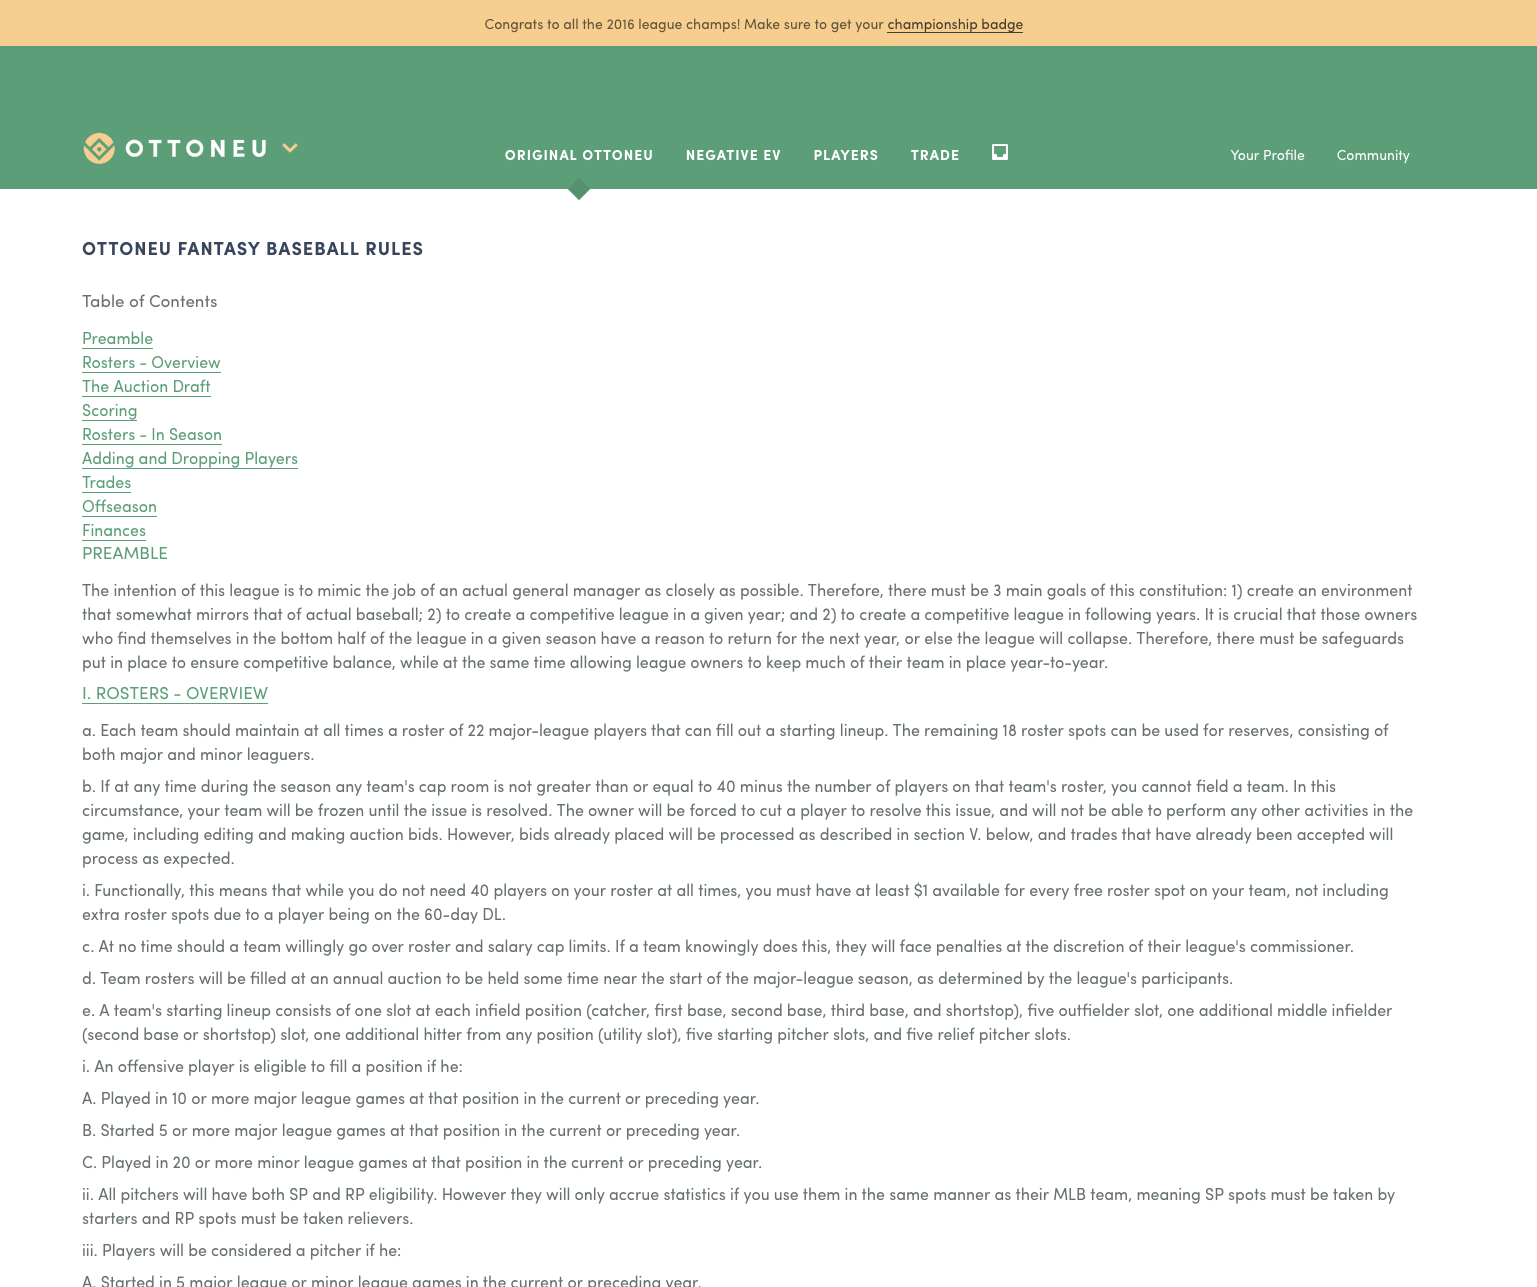 Congrats to all the 2016 league champs! Make sure to get your championship badge
OTTONEU
ORIGINAL OTTONEU
NEGATIVE EV
PLAYERS
TRADE
Your Profile
Community
OTTONEU FANTASY BASEBALL RULES
Table of Contents
Preamble
Rosters - Overview
The Auction Draft
Scoring
Rosters - In Season
Adding and Dropping Players
Trades
Offseason
Finances
PREAMBLE
The intention of this league is to mimic the job of an actual general manager as closely as possible. Therefore, there must be 3 main goals of this constitution: 1) create an environment
that somewhat mirrors that of actual baseball; 2) to create a competitive league in a given year; and 2) to create a competitive league in following years. It is crucial that those owners
who find themselves in the bottom half of the league in a given season have a reason to return for the next year, or else the league will collapse. Therefore, there must be safeguards
put in place to ensure competitive balance, while at the same time allowing league owners to keep much of their team in place year-to-year.
I. ROSTERS - OVERVIEW
a. Each team should maintain at all times a roster of 22 major-league players that can fill out a starting lineup. The remaining 18 roster spots can be used for reserves, consisting of
both major and minor leaguers.
b. If at any time during the season any team's cap room is not greater than or equal to 40 minus the number of players on that team's roster, you cannot field a team. In this
circumstance, your team will be frozen until the issue is resolved. The owner will be forced to cut a player to resolve this issue, and will not be able to perform any other activities in the
game, including editing and making auction bids. However, bids already placed will be processed as described in section V. below, and trades that have already been accepted will
process as expected.
i. Functionally, this means that while you do not need 40 players on your roster at all times, you must have at least $1 available for every free roster spot on your team, not including
extra roster spots due to a player being on the 60-day DL.
c. At no time should a team willingly go over roster and salary cap limits. If a team knowingly does this, they will face penalties at the discretion of their league's commissioner.
d. Team rosters will be filled at an annual auction to be held some time near the start of the major-league season, as determined by the league's participants.
e. A team's starting lineup consists of one slot at each infield position (catcher, first base, second base, third base, and shortstop), five outfielder slot, one additional middle infielder
(second base or shortstop) slot, one additional hitter from any position (utility slot), five starting pitcher slots, and five relief pitcher slots.
i. An offensive player is eligible to fill a position if he:
A. Played in 10 or more major league games at that position in the current or preceding year.
B. Started 5 or more major league games at that position in the current or preceding year.
C. Played in 20 or more minor league games at that position in the current or preceding year.
ii. All pitchers will have both SP and RP eligibility. However they will only accrue statistics if you use them in the same manner as their MLB team, meaning SP spots must be taken by
starters and RP spots must be taken relievers.
iii. Players will be considered a pitcher if he:
A. Started in 5 major league or minor league games in the current or preceding year.